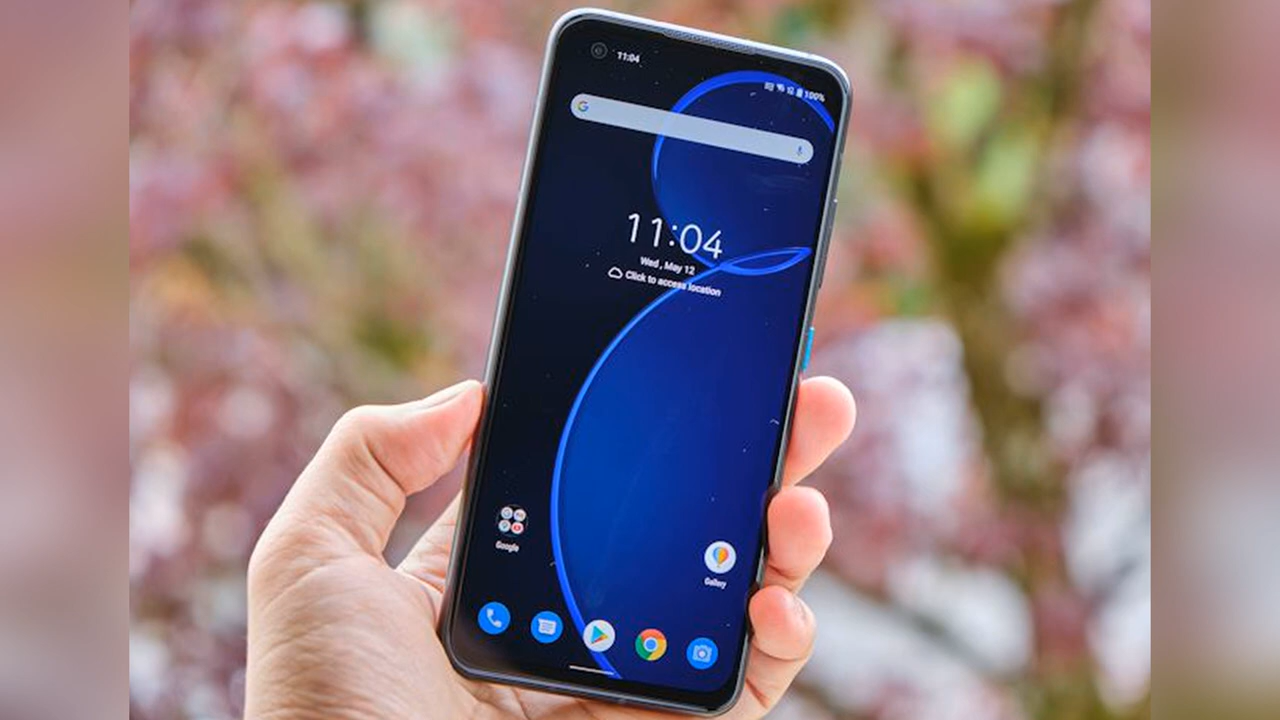 11:04
100%
11:04
Wed, May 12
Click to access location
Google
Gallery